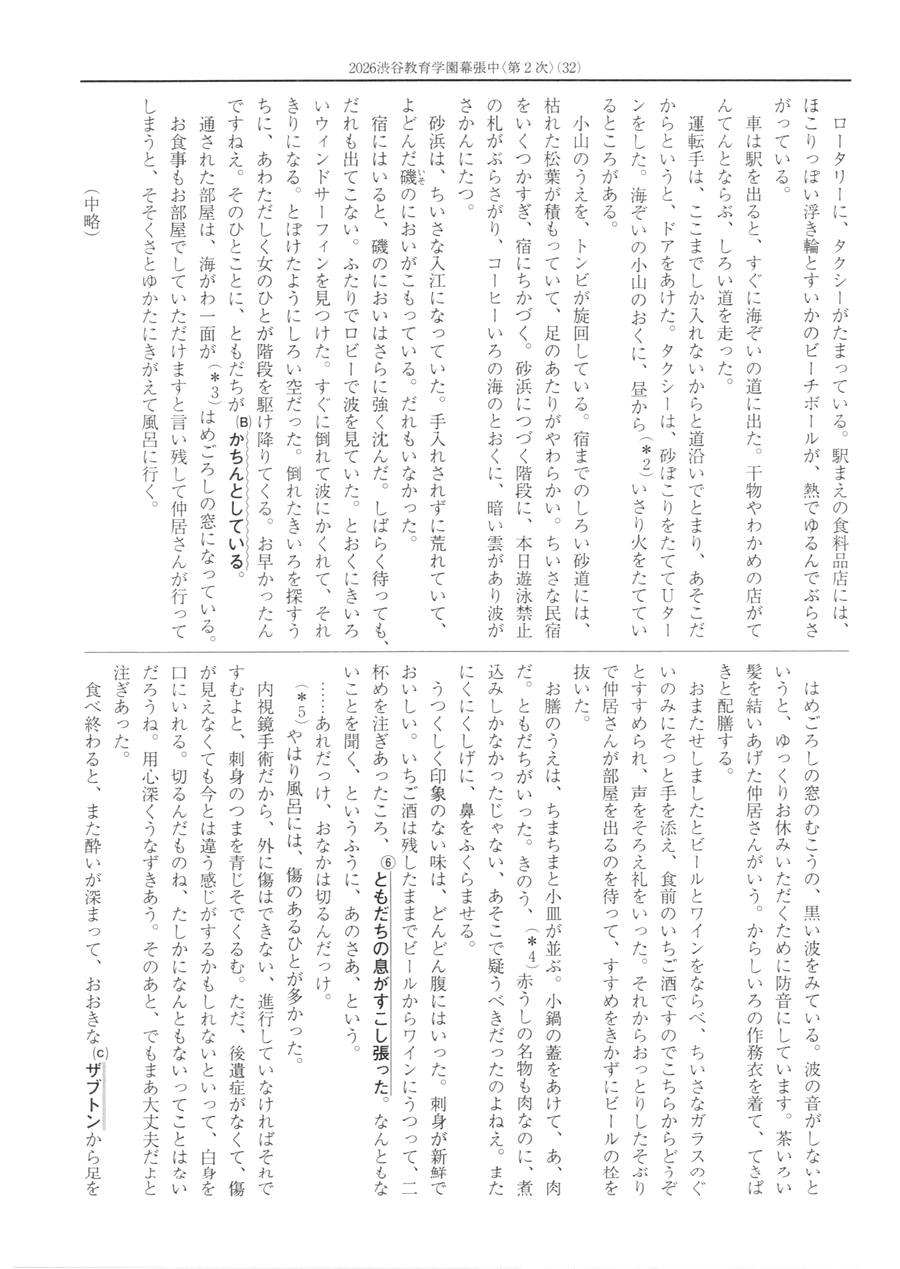 2026渋谷教育学園幕張中〈第2次〉(32)
ロータリーに、タクシーがたまっている。駅まえの食料品店には、
ほこりっぽい浮き輪とすいかのビーチボールが、熱でゆるんでぶらさ
がっている。
車は駅を出ると、すぐに海ぞいの道に出た。干物やわかめの店がて
んてんとならぶ、しろい道を走った。
運転手は、ここまでしか入れないからと道沿いでとまり、あそこだ
からというと、ドアをあけた。タクシーは、砂ぼこりをたててUター
ンをした。海ぞいの小山のおくに、昼から(*2)いさり火をたててい
るところがある。
小山のうえを、トンビが旋回している。宿までのしろい砂道には、
枯れた松葉が積もっていて、足のあたりがやわらかい。ちいさな民宿
をいくつかすぎ、宿にちかづく。砂浜につづく階段に、本日遊泳禁止
の札がぶらさがり、コーヒーいろの海のとおくに、暗い雲があり波が
さかんにたつ。
砂浜は、ちいさな入江になっていた。手入れされずに荒れていて、
よどんだ磯のにおいがこもっている。だれもいなかった。
いそ
宿にはいると、磯のにおいはさらに強く沈んだ。しばらく待っても、
だれも出てこない。ふたりでロビーで波を見ていた。とおくにきいろ
いウィンドサーフィンを見つけた。すぐに倒れて波にかくれて、それ
きりになる。とぼけたようにしろい空だった。倒れたきいろを探すう
ちに、あわただしく女のひとが階段を駆け降りてくる。お早かったん
ですねえ。そのひとことに、ともだちが(B)かちんとしている。
通された部屋は、海がわ一面が(*3)はめごろしの窓になっている。
お食事もお部屋でしていただけますと言い残して仲居さんが行って
しまうと、そそくさとゆかたにきがえて風呂に行く。
(中略)
はめごろしの窓のむこうの、黒い波をみている。波の音がしないと
いうと、ゆっくりお休みいただくために防音にしています。茶いろい
髪を結いあげた仲居さんがいう。からしいろの作務衣を着て、てきぱ
きと配膳する。
おまたせしましたとビールとワインをならべ、ちいさなガラスのぐ
いのみにそっと手を添え、食前のいちご酒ですのでこちらからどうぞ
とすすめられ、声をそろえ礼をいった。それからおっとりしたそぶり
で仲居さんが部屋を出るのを待って、すすめをきかずにビールの栓を
抜いた。
お膳のうえは、ちまちまと小皿が並ぶ。小鍋の蓋をあけて、あ、肉
だ。ともだちがいった。きのう、(*4)赤うしの名物も肉なのに、煮
込みしかなかったじゃない、あそこで疑うべきだったのよねえ。また
にくにくしげに、鼻をふくらませる。
うつくしく印象のない味は、どんどん腹にはいった。刺身が新鮮で
おいしい。いちご酒は残したままでビールからワインにうつって、二
杯めを注ぎあったころ、⑥ともだちの息がすこし張った。なんともな
いことを聞く、というふうに、あのさあ、という。
……あれだっけ、おなかは切るんだっけ。
(*5)やはり風呂には、傷のあるひとが多かった。
内視鏡手術だから、外に傷はできない、進行していなければそれで
すむよと、刺身のつまを青じそでくるむ。ただ、後遺症がなくて、傷
が見えなくても今とは違う感じがするかもしれないといって、白身を
口にいれる。切るんだものね、たしかになんともないってことはない
だろうね。用心深くうなずきあう。そのあと、でもまあ大丈夫だよと
注ぎあった。
食べ終わると、また酔いが深まって、おおきな(C)ザブトンから足を